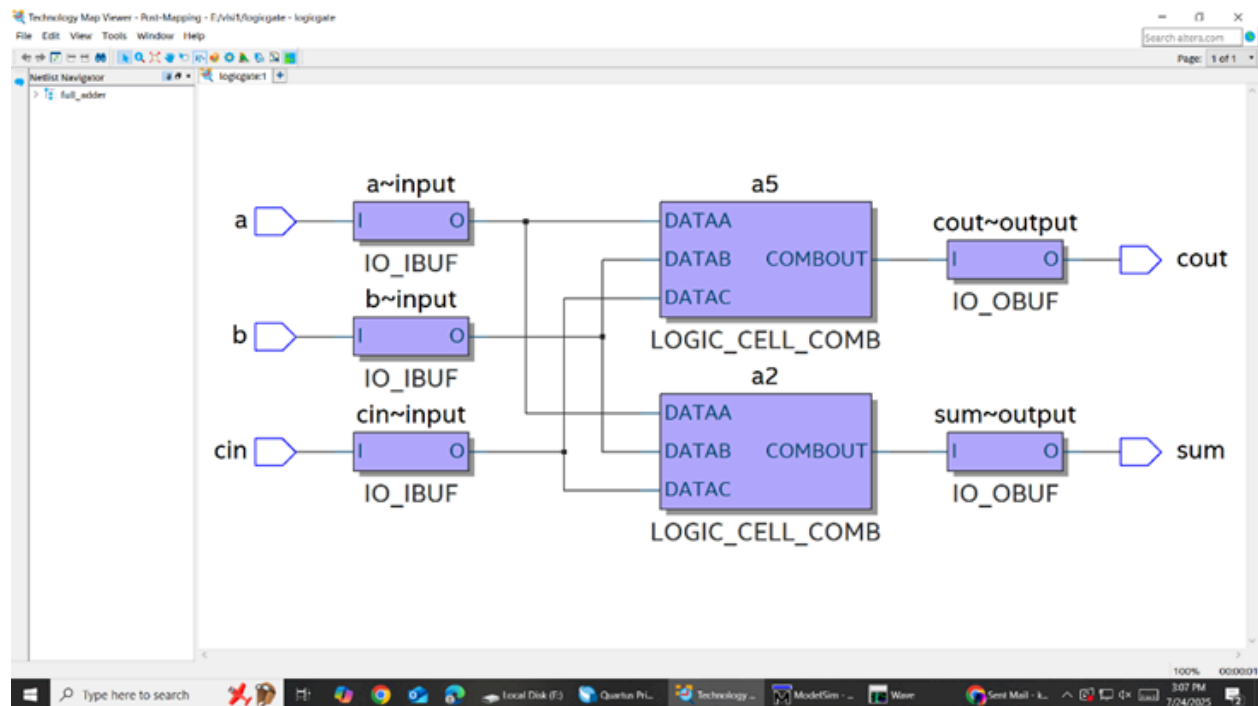 Technology Map Viewer - Post-Mapping - E:/vlsi1/logicgate - logicgate
File Edit View Tools Window Help
Search altera.com
Page: 1 of 1
Netlist Navigator
logicgate:1
full_adder
a~input
a5
a
I O
DATAA
cout~output
IO_IBUF
DATAB COMBOUT
I O
cout
b~input
DATAC
IO_OBUF
b
I O
LOGIC_CELL_COMB
IO_IBUF
a2
cin~input
DATAA
sum~output
cin
I O
DATAB COMBOUT
I O
sum
IO_IBUF
DATAC
IO_OBUF
LOGIC_CELL_COMB
100% 00:00:01
Type here to search
Local Disk (F:)
Quartus Pri...
Technology ...
ModelSim - ...
Wave
Sent Mail - k...
3:07 PM
7/24/2025